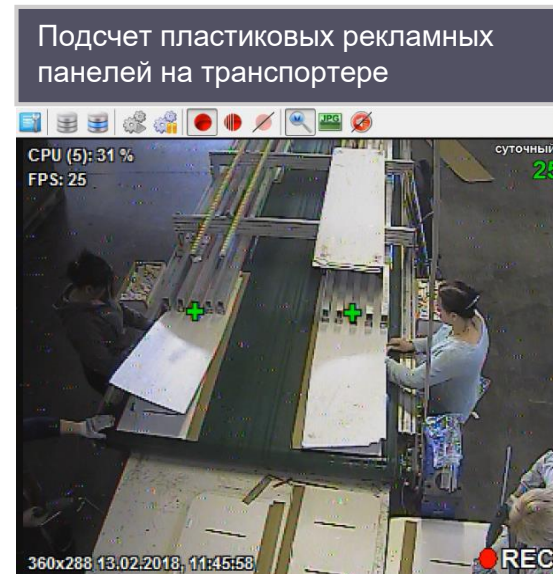 Подсчет пластиковых рекламных
панелей на транспортере
M
JPG
CPU (5): 31 %
суточный
FPS: 25
25
360x288 13.02.2018, 11:45:58
REC